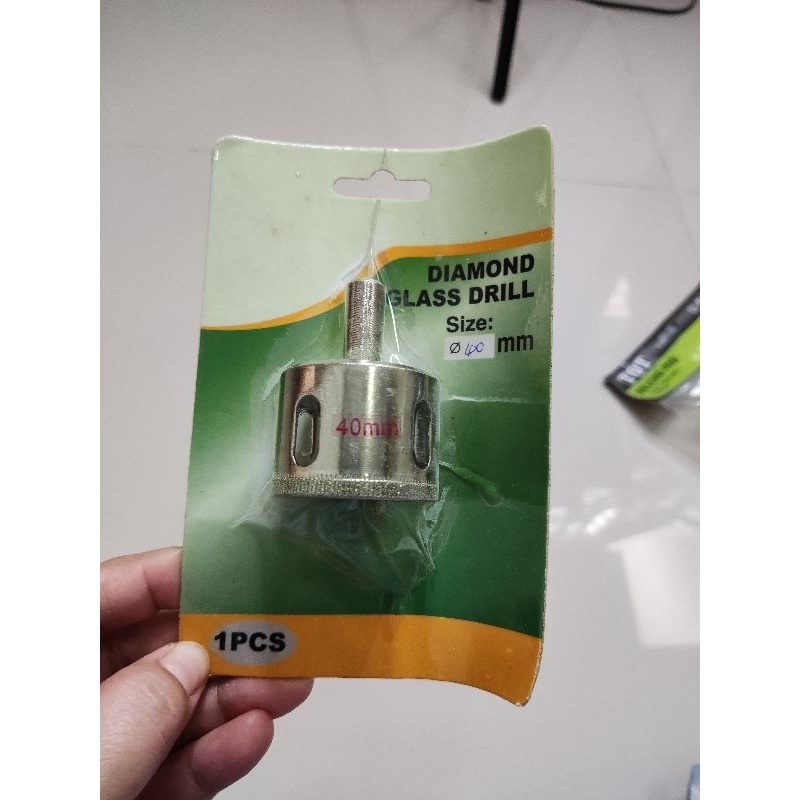 DIAMOND
GLASS DRILL
Size:
Ø 40 mm
40mm
1PCS